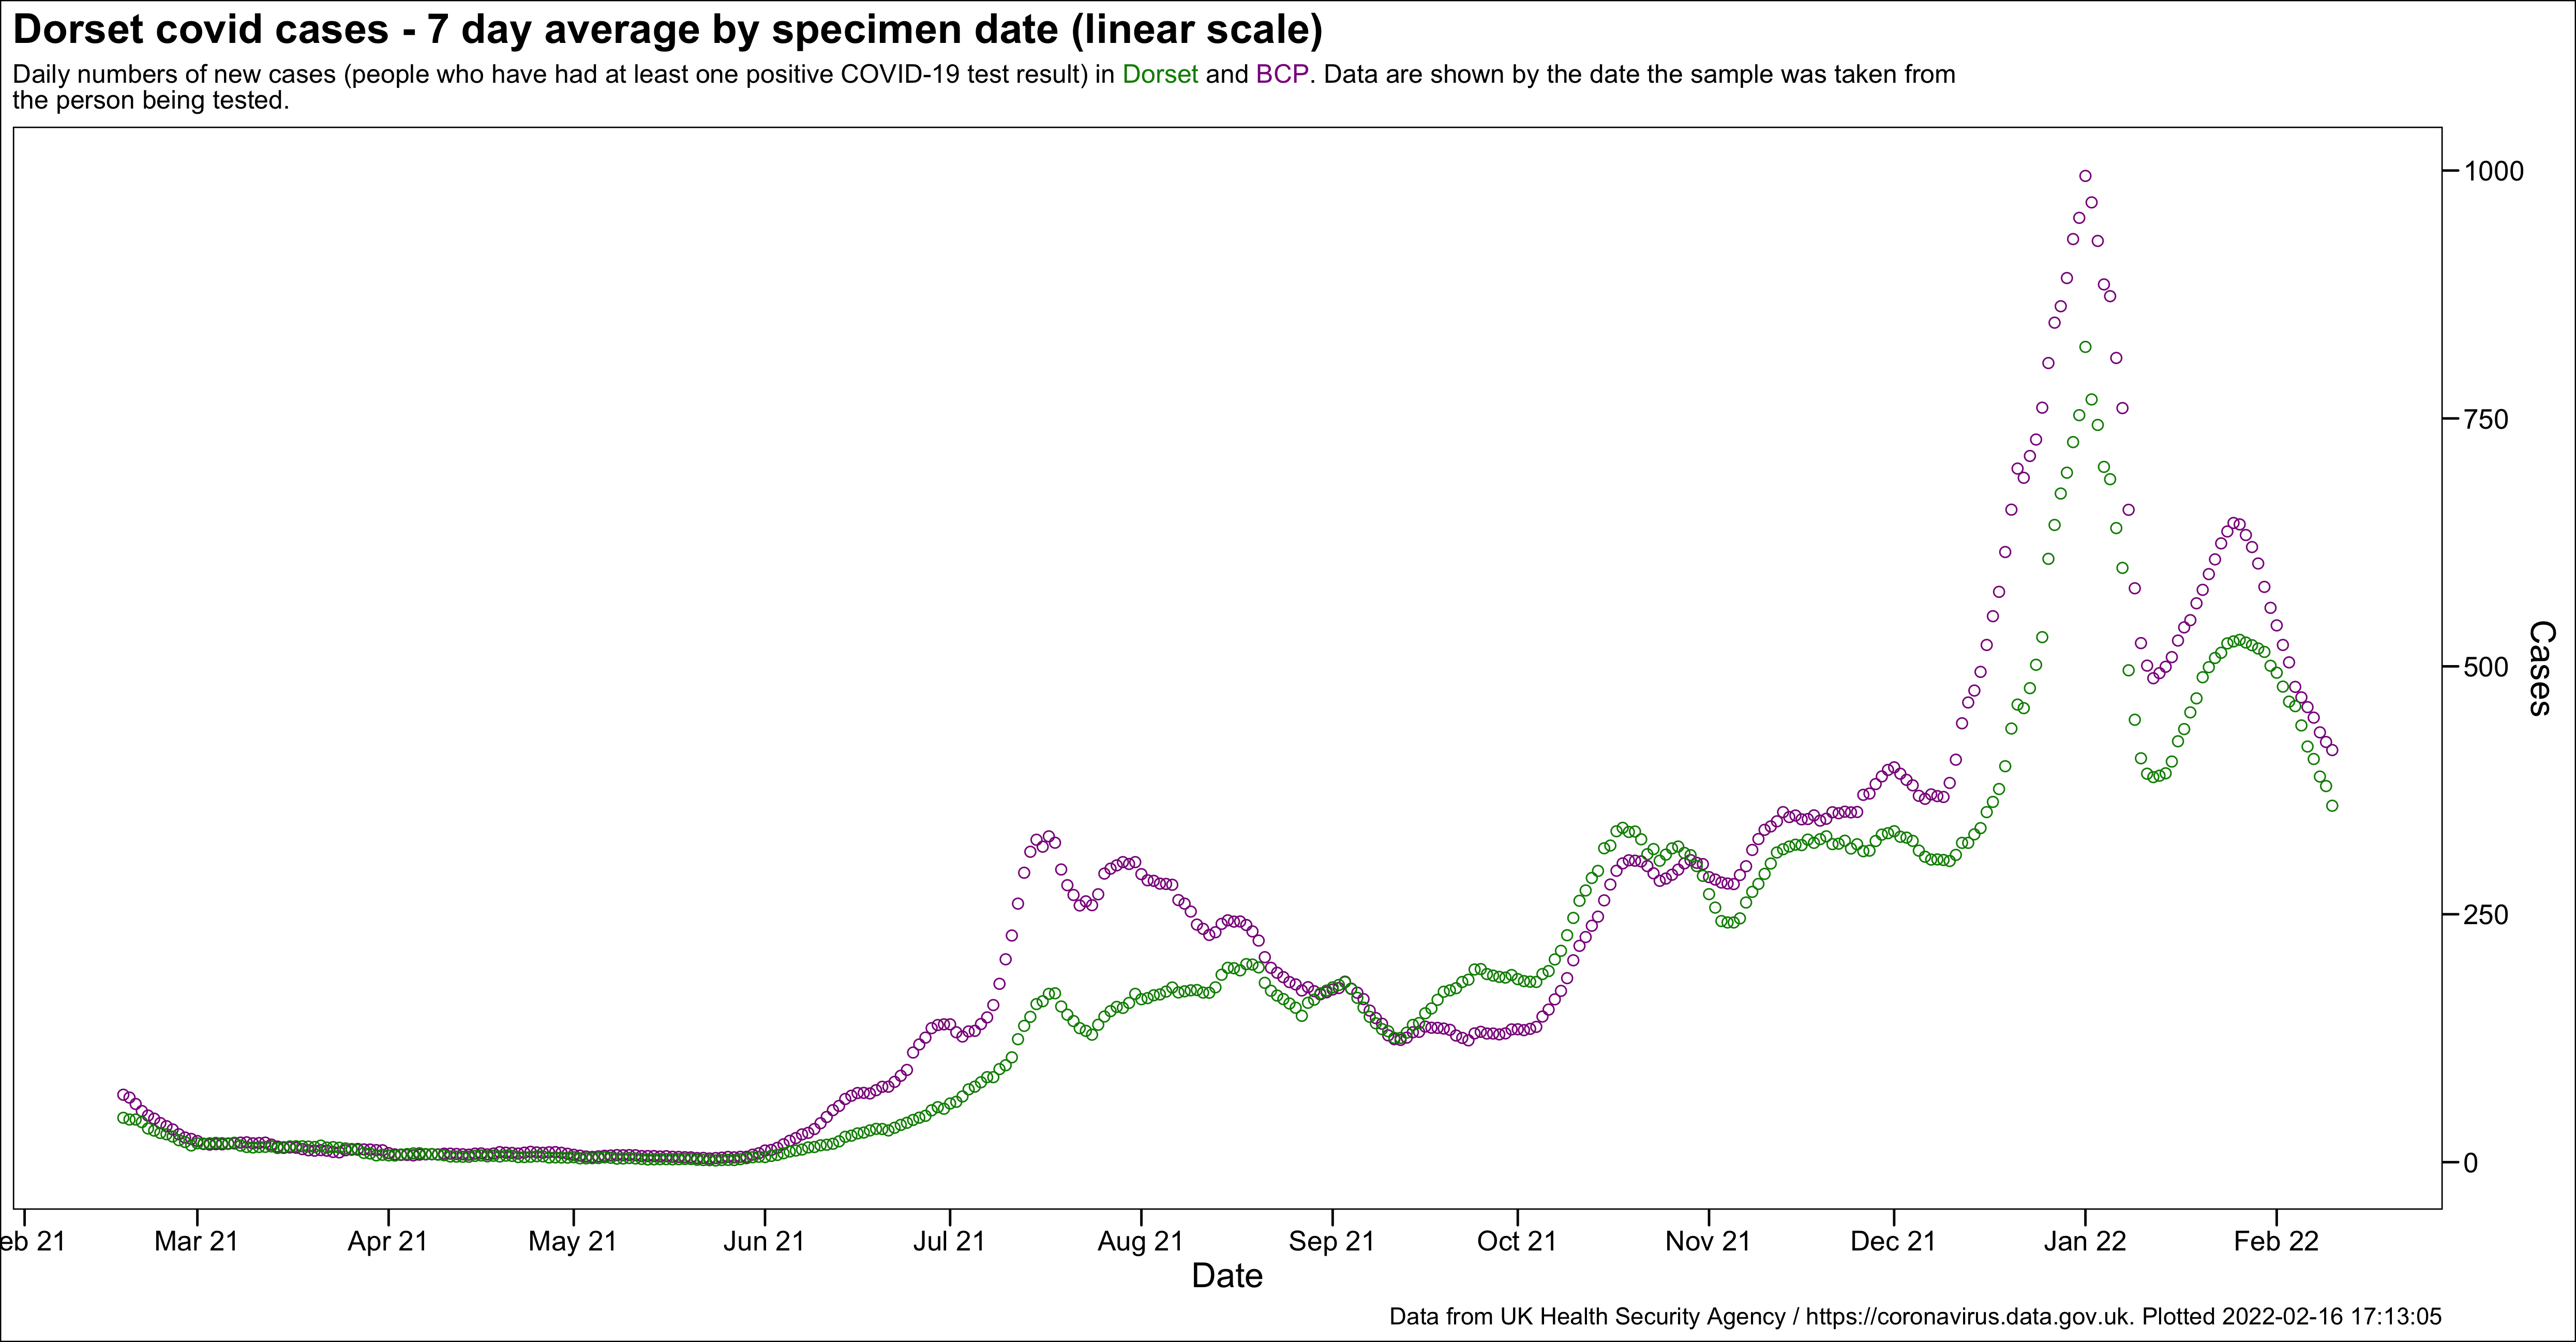 Dorset covid cases - 7 day average by specimen date (linear scale)
Daily numbers of new cases (people who have had at least one positive COVID-19 test result) in Dorset and BCP. Data are shown by the date the sample was taken from
the person being tested.
1000
750
500
250
0
Cases
eb 21 Mar 21 Apr 21 May 21 Jun 21 Jul 21 Aug 21 Sep 21 Oct 21 Nov 21 Dec 21 Jan 22 Feb 22
Date
Data from UK Health Security Agency / https://coronavirus.data.gov.uk. Plotted 2022-02-16 17:13:05